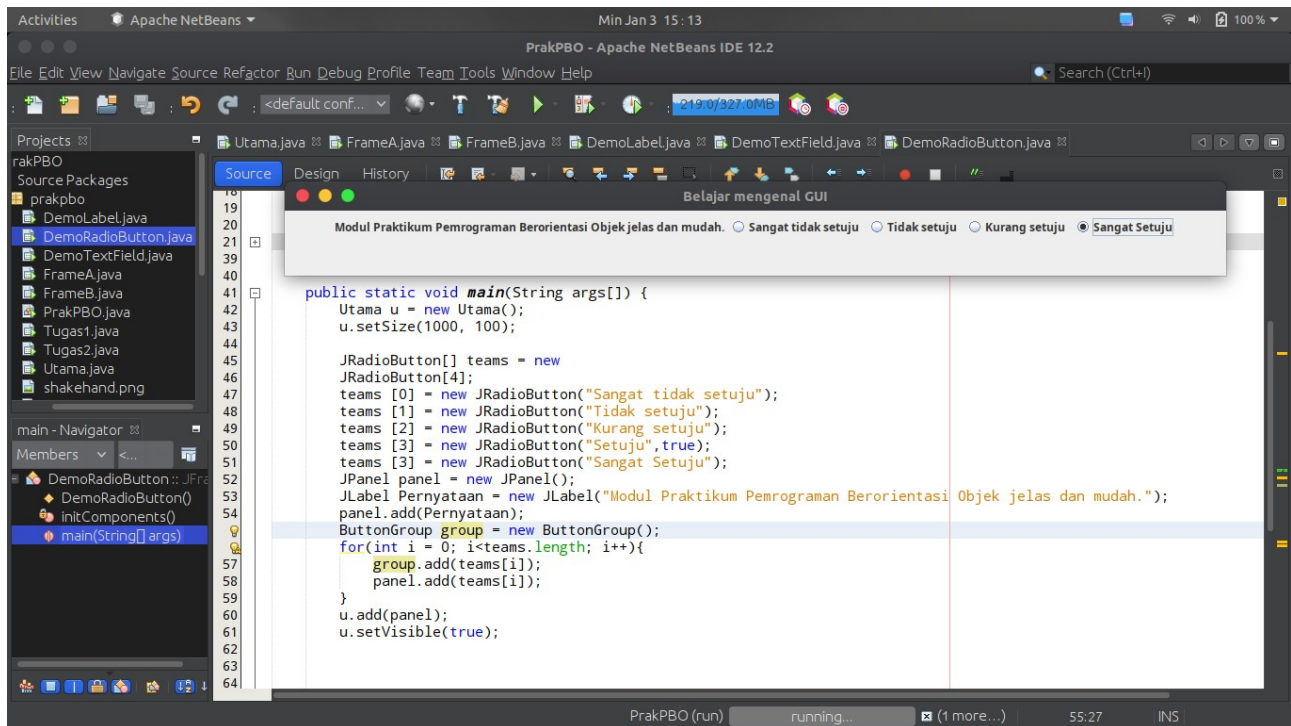 Activities Apache NetBeans Min Jan 3 15:13 100%
PrakPBO - Apache NetBeans IDE 12.2
File Edit View Navigate Source Refactor Run Debug Profile Team Tools Window Help Search (Ctrl+I)
<default conf... 219.0/327.0MB
Projects
rakPBO
Source Packages
prakpbo
DemoLabel.java
DemoRadioButton.java
DemoTextField.java
FrameA.java
FrameB.java
PrakPBO.java
Tugas1.java
Tugas2.java
Utama.java
shakehand.png
main - Navigator
Members <...
DemoRadioButton :: JFra
DemoRadioButton()
initComponents()
main(String[] args)
Utama.java FrameA.java FrameB.java DemoLabel.java DemoTextField.java DemoRadioButton.java
Source Design History
Belajar mengenal GUI
Modul Praktikum Pemrograman Berorientasi Objek jelas dan mudah. Sangat tidak setuju Tidak setuju Kurang setuju Sangat Setuju
18
19
20
21
39
40
41 public static void main(String args[]) {
42 Utama u = new Utama();
43 u.setSize(1000, 100);
44
45 JRadioButton[] teams = new
46 JRadioButton[4];
47 teams [0] = new JRadioButton("Sangat tidak setuju");
48 teams [1] = new JRadioButton("Tidak setuju");
49 teams [2] = new JRadioButton("Kurang setuju");
50 teams [3] = new JRadioButton("Setuju",true);
51 teams [3] = new JRadioButton("Sangat Setuju");
52 JPanel panel = new JPanel();
53 JLabel Pernyataan = new JLabel("Modul Praktikum Pemrograman Berorientasi Objek jelas dan mudah.");
54 panel.add(Pernyataan);
ButtonGroup group = new ButtonGroup();
for(int i = 0; i<teams.length; i++){
57 group.add(teams[i]);
58 panel.add(teams[i]);
59 }
60 u.add(panel);
61 u.setVisible(true);
62
63
64
PrakPBO (run) running... (1 more...) 55:27 INS